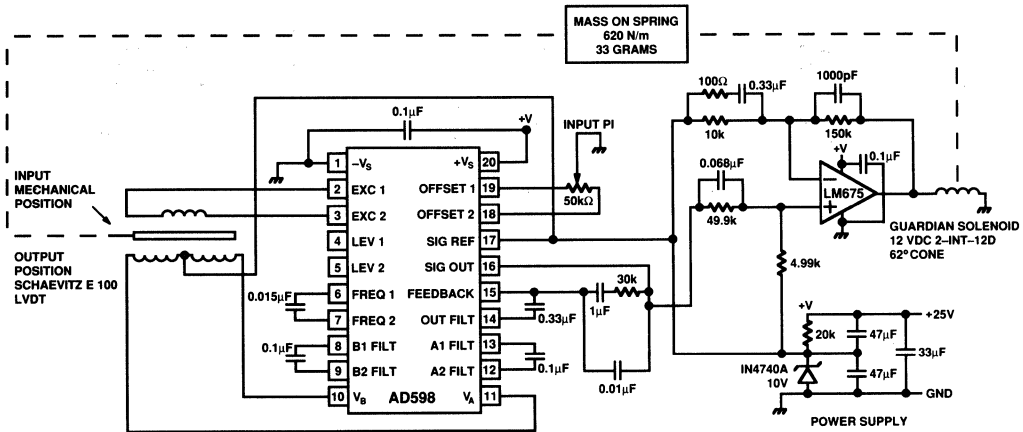 MASS ON SPRING
620 N/m
33 GRAMS
100Ω
0.33µF
1000pF
10k
150k
0.1µF
+V
INPUT PI
INPUT
MECHANICAL
POSITION
1
–VS
+VS
20
2
EXC 1
OFFSET 1
19
3
EXC 2
OFFSET 2
18
50kΩ
4
LEV 1
SIG REF
17
5
LEV 2
SIG OUT
16
6
FREQ 1
FEEDBACK
15
7
FREQ 2
OUT FILT
14
8
B1 FILT
A1 FILT
13
9
B2 FILT
A2 FILT
12
10
VB
AD598
VA
11
OUTPUT
POSITION
SCHAEVITZ E 100
LVDT
0.015µF
0.1µF
0.33µF
0.1µF
1µF
30k
0.01µF
0.068µF
49.9k
4.99k
+V
0.1µF
–
LM675
+
GUARDIAN SOLENOID
12 VDC 2–INT–12D
62° CONE
+V
20k
IN4740A
10V
47µF
47µF
33µF
+25V
GND
POWER SUPPLY